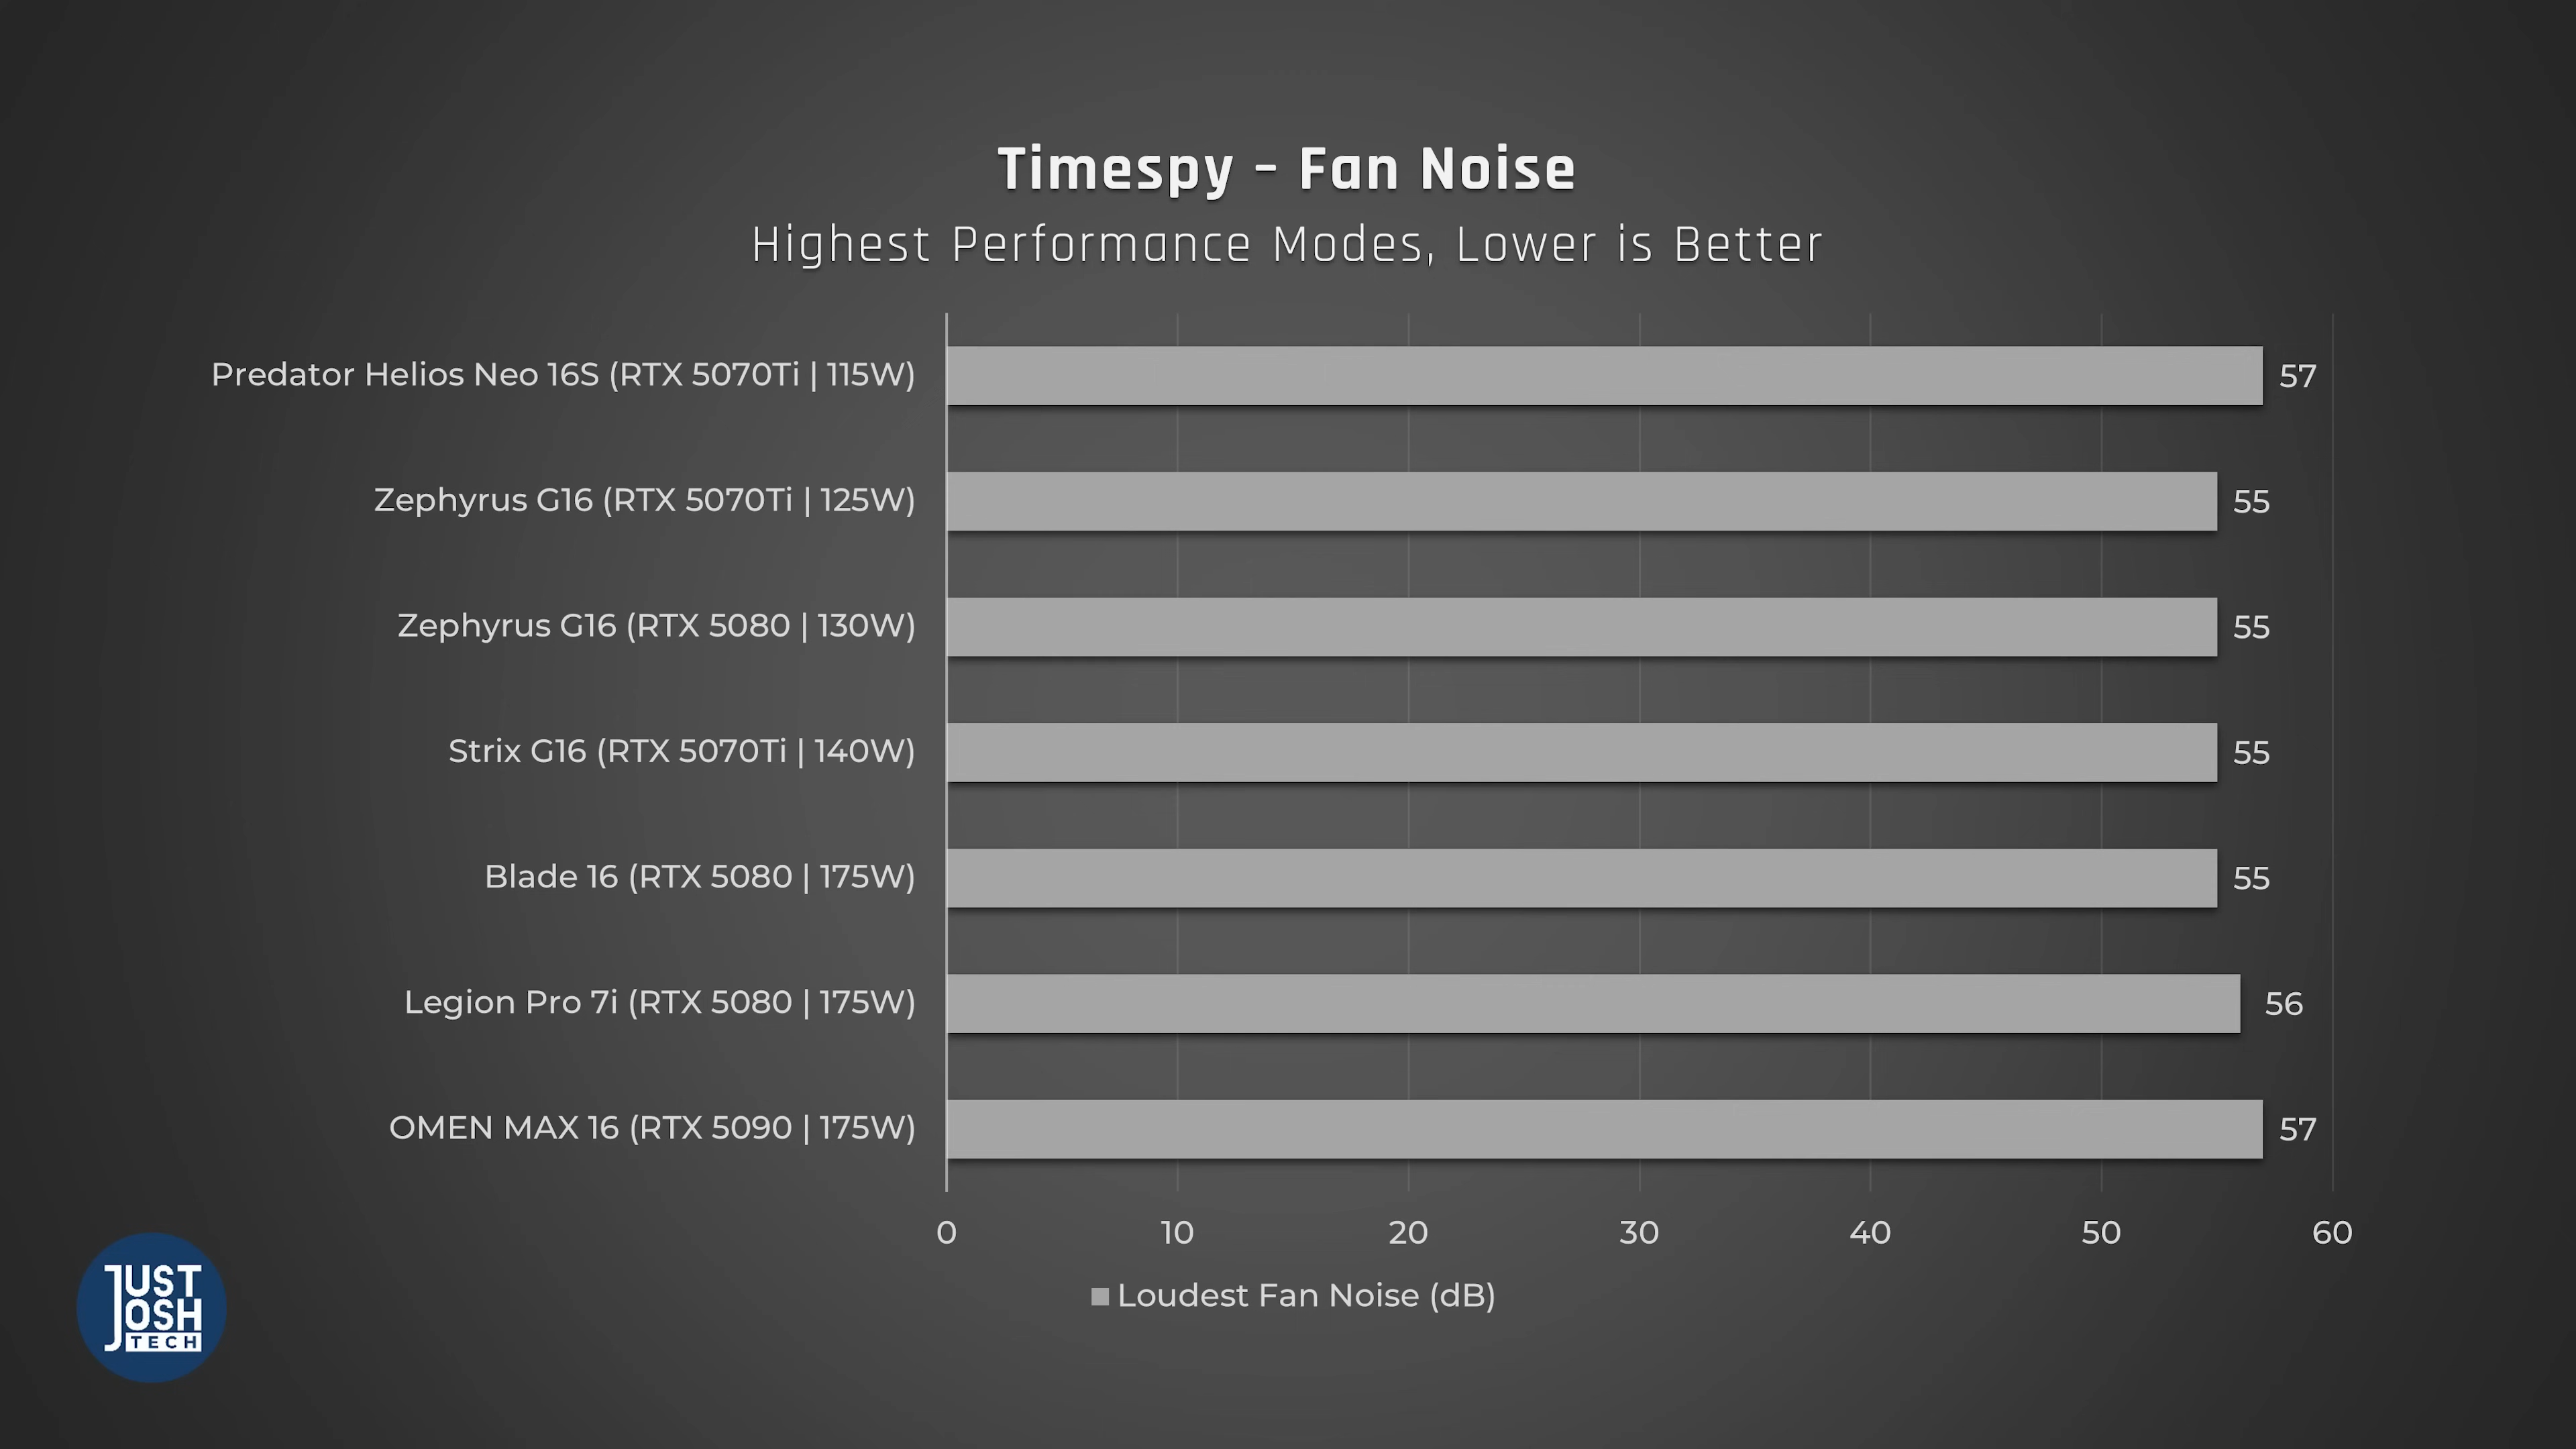 Timespy – Fan Noise
Highest Performance Modes, Lower is Better
Predator Helios Neo 16S (RTX 5070Ti | 115W) 57
Zephyrus G16 (RTX 5070Ti | 125W) 55
Zephyrus G16 (RTX 5080 | 130W) 55
Strix G16 (RTX 5070Ti | 140W) 55
Blade 16 (RTX 5080 | 175W) 55
Legion Pro 7i (RTX 5080 | 175W) 56
OMEN MAX 16 (RTX 5090 | 175W) 57
0 10 20 30 40 50 60
Loudest Fan Noise (dB)
JUST
JOSH
TECH